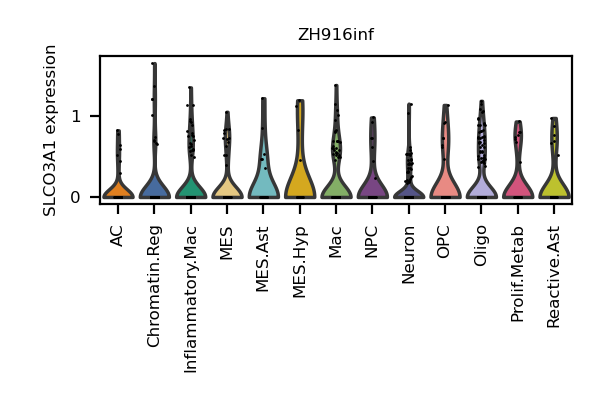 ZH916inf
SLCO3A1 expression
1
0
AC
Chromatin.Reg
Inflammatory.Mac
MES
MES.Ast
MES.Hyp
Mac
NPC
Neuron
OPC
Oligo
Prolif.Metab
Reactive.Ast